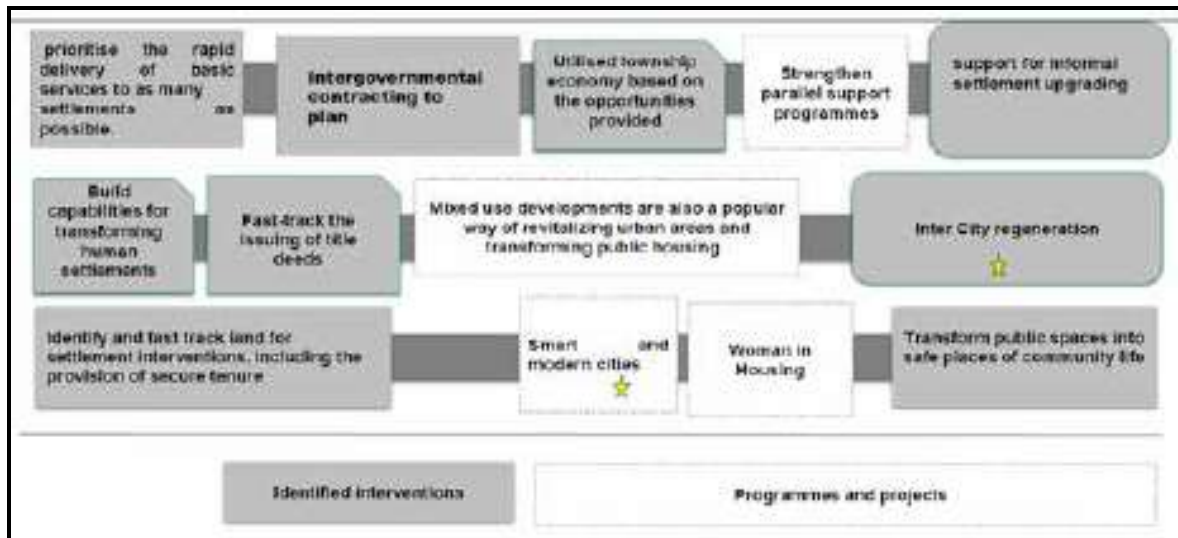 prioritise the rapid
delivery of basic
services to as many
settlements as
possible.
Intergovernmental
contracting to
plan
Utilised township
economy based on
the opportunities
provided
Strengthen
parallel support
programmes
support for informal
settlement upgrading
Build
capabilities for
transforming
human
settlements
Fast-track the
issuing of title
deeds
Mixed use developments are also a popular
way of revitalizing urban areas and
transforming public housing
Inter City regeneration
Identify and fast track land for
settlement interventions, including the
provision of secure tenure
Smart and
modern cities
Woman in
Housing
Transform public spaces into
safe places of community life
Identified interventions
Programmes and projects